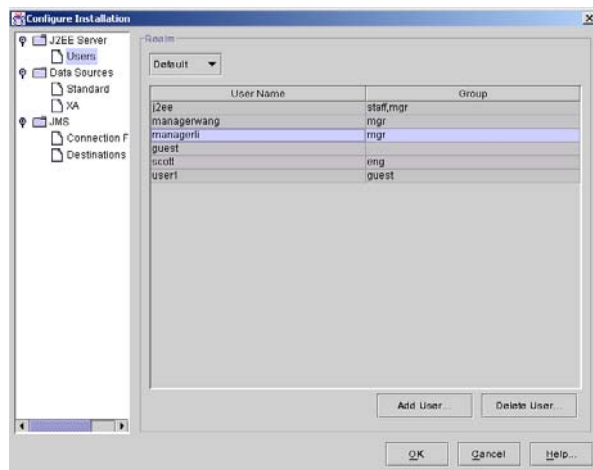 Configure Installation
J2EE Server
Users
Data Sources
Standard
XA
JMS
Connection F
Destinations
Realm
Default
User Name Group
j2ee staff,mgr
managerwang mgr
managerli mgr
guest
scott eng
user1 guest
Add User...
Delete User...
OK
Cancel
Help...